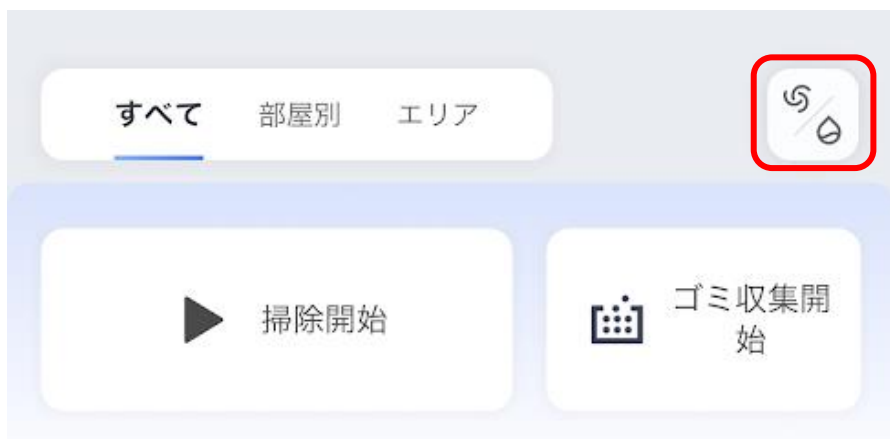 すべて 部屋別 エリア
掃除開始
ゴミ収集開
始